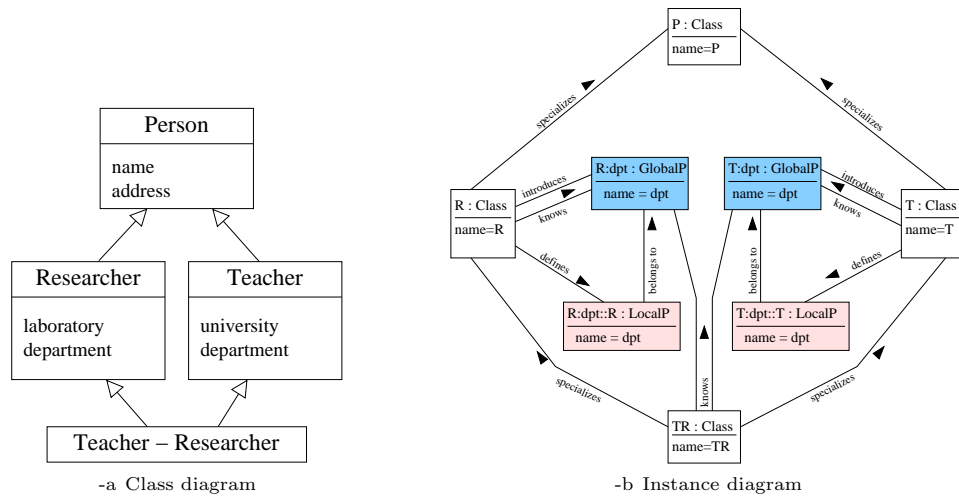 Person
name
address
Researcher
laboratory
department
Teacher
university
department
Teacher – Researcher
-a Class diagram
P : Class
name=P
specializes
specializes
R:dpt : GlobalP
name = dpt
T:dpt : GlobalP
name = dpt
introduces
knows
introduces
knows
R : Class
name=R
T : Class
name=T
defines
belongs to
belongs to
defines
R:dpt::R : LocalP
name = dpt
T:dpt::T : LocalP
name = dpt
specializes
knows
specializes
TR : Class
name=TR
-b Instance diagram